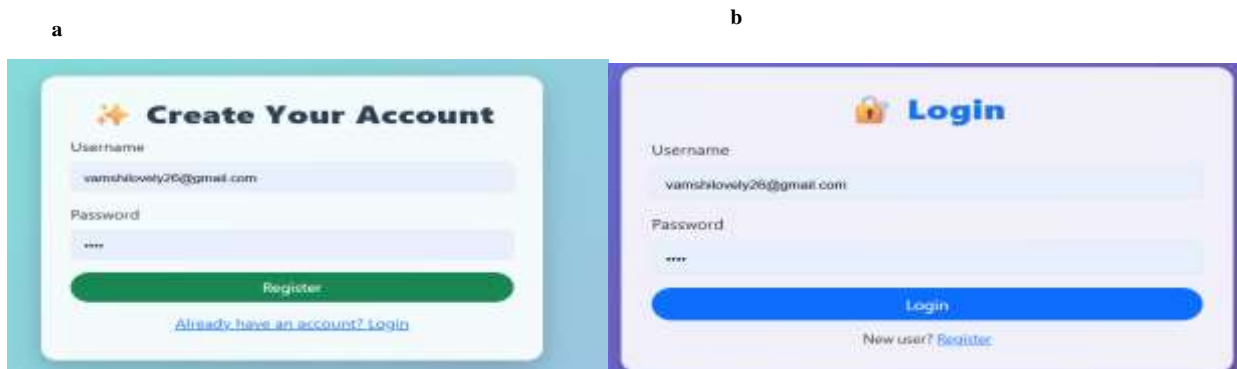 a
Create Your Account
Username
vamshilovely26@gmail.com
Password
••••
Register
Already have an account? Login
b
Login
Username
vamshilovely26@gmail.com
Password
••••
Login
New user? Register